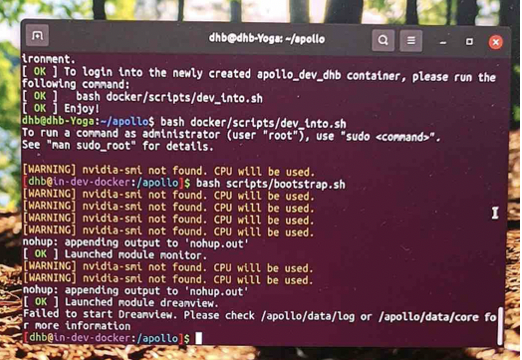 dhb@dhb-Yoga: ~/apollo
ironment.
[ OK ] To login into the newly created apollo_dev_dhb container, please run the
following command:
[ OK ]   bash docker/scripts/dev_into.sh
[ OK ] Enjoy!
dhb@dhb-Yoga:~/apollo$ bash docker/scripts/dev_into.sh
To run a command as administrator (user "root"), use "sudo <command>".
See "man sudo_root" for details.
[WARNING] nvidia-smi not found. CPU will be used.
[dhb@in-dev-docker:/apollo]$ bash scripts/bootstrap.sh
[WARNING] nvidia-smi not found. CPU will be used.
[WARNING] nvidia-smi not found. CPU will be used.
[WARNING] nvidia-smi not found. CPU will be used.
[WARNING] nvidia-smi not found. CPU will be used.
nohup: appending output to 'nohup.out'
[ OK ] Launched module monitor.
[WARNING] nvidia-smi not found. CPU will be used.
[WARNING] nvidia-smi not found. CPU will be used.
nohup: appending output to 'nohup.out'
[ OK ] Launched module dreamview.
Failed to start Dreamview. Please check /apollo/data/log or /apollo/data/core fo
r more information
[dhb@in-dev-docker:/apollo]$